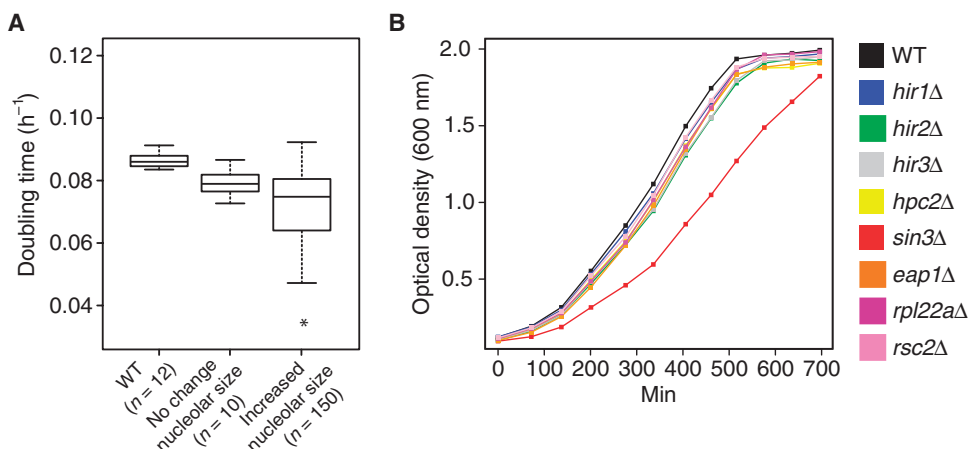 A
Doubling time (h⁻¹)
0.12
0.10
0.08
0.06
0.04
*
WT
(n = 12)
No change
nucleolar size
(n = 10)
Increased
nucleolar size
(n = 150)
B
Optical density (600 nm)
2.0
1.5
1.0
0.5
0 100 200 300 400 500 600 700
Min
WT
hir1Δ
hir2Δ
hir3Δ
hpc2Δ
sin3Δ
eap1Δ
rpl22aΔ
rsc2Δ